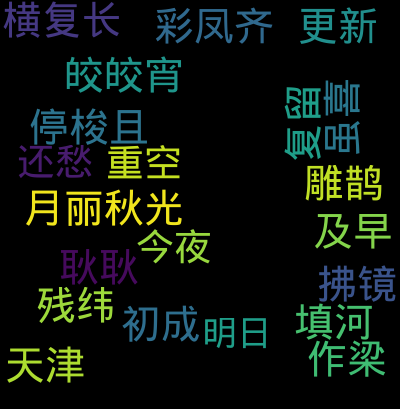 横复长
彩凤齐
更新
皎皎宵
停梭且
复留
虫喜
还愁
重空
雕鹊
月丽秋光
及早
今夜
耿耿
拂镜
残纬
初成
明日
填河
作梁
天津